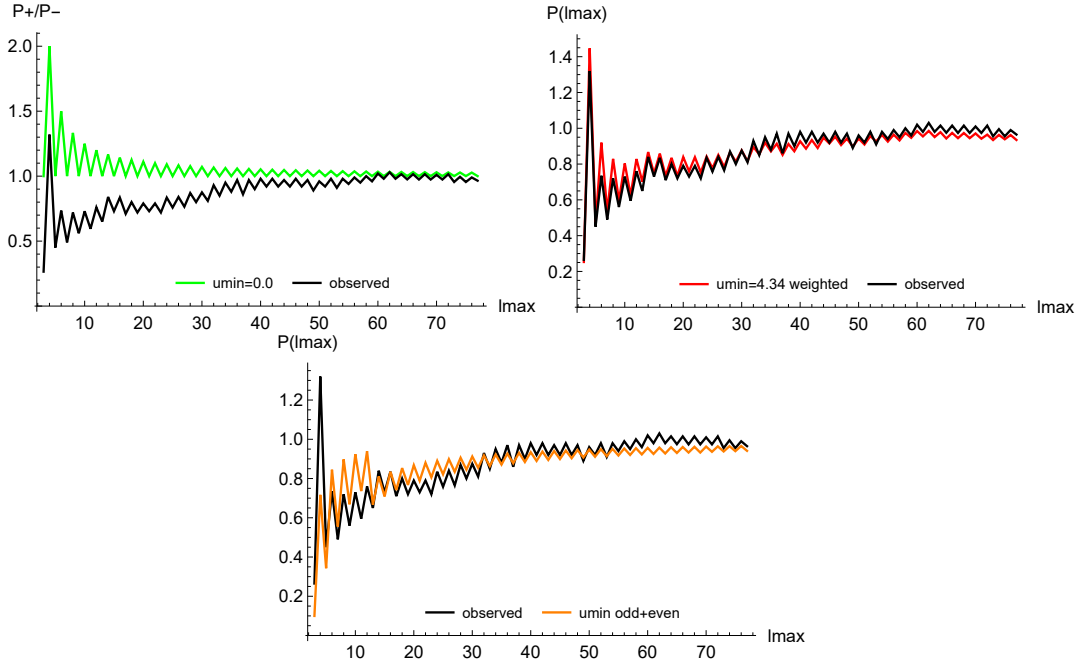 P+/P−
2.0
1.5
1.0
0.5
umin=0.0 observed
10 20 30 40 50 60 70 lmax
P(lmax)
1.4
1.2
1.0
0.8
0.6
0.4
0.2
umin=4.34 weighted observed
10 20 30 40 50 60 70 lmax
P(lmax)
1.2
1.0
0.8
0.6
0.4
0.2
observed umin odd+even
10 20 30 40 50 60 70 lmax